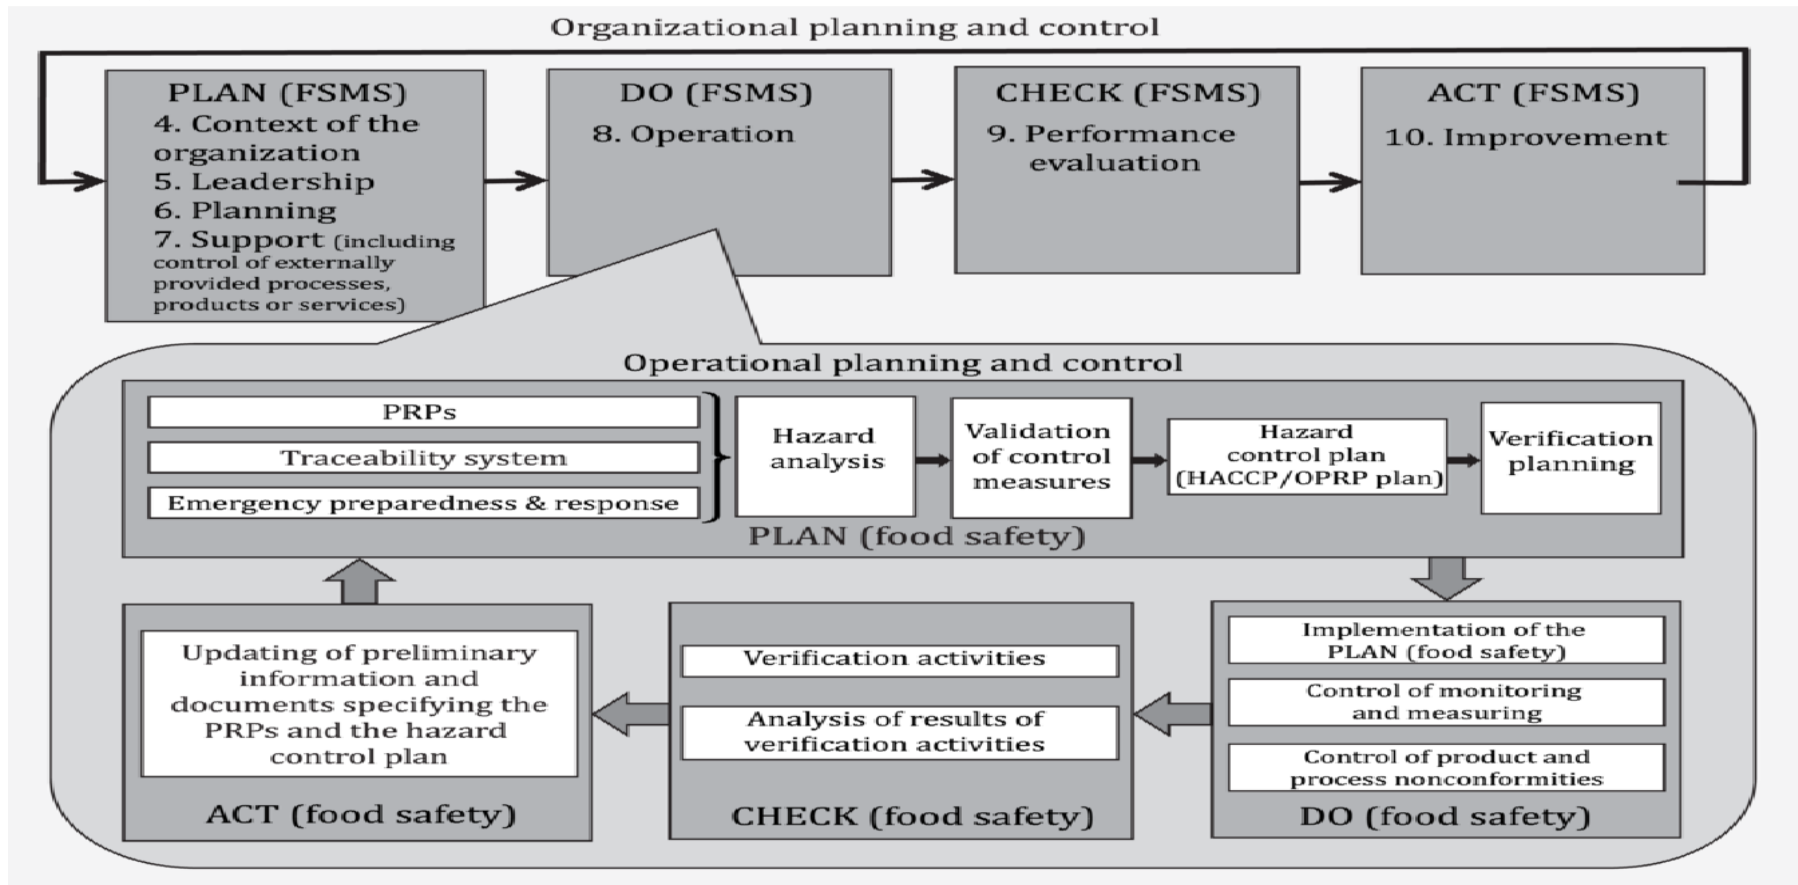 Organizational planning and control
PLAN (FSMS)
4. Context of the
organization
5. Leadership
6. Planning
7. Support (including
control of externally
provided processes,
products or services)
DO (FSMS)
8. Operation
CHECK (FSMS)
9. Performance
evaluation
ACT (FSMS)
10. Improvement
Operational planning and control
PRPs
Traceability system
Emergency preparedness & response
Hazard
analysis
Validation
of control
measures
Hazard
control plan
(HACCP/OPRP plan)
Verification
planning
PLAN (food safety)
Updating of preliminary
information and
documents specifying the
PRPs and the hazard
control plan
ACT (food safety)
Verification activities
Analysis of results of
verification activities
CHECK (food safety)
Implementation of the
PLAN (food safety)
Control of monitoring
and measuring
Control of product and
process nonconformities
DO (food safety)